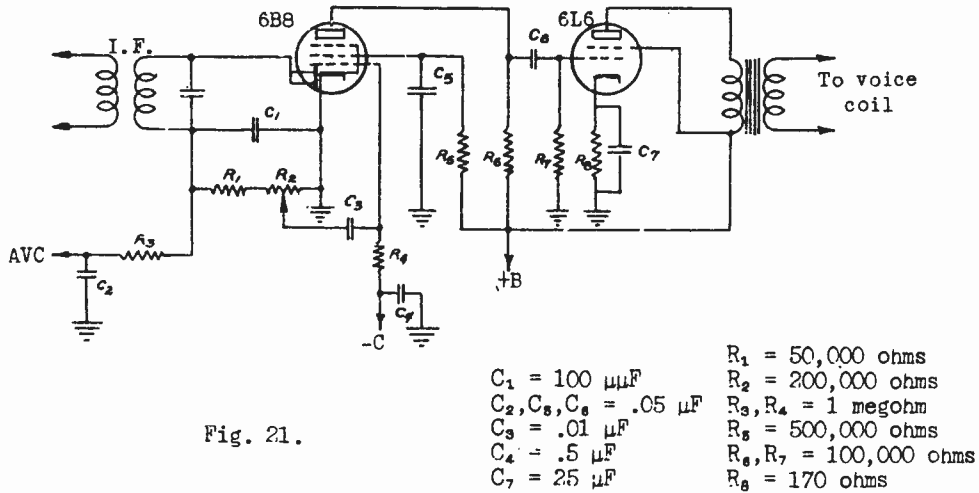 6B8
6L6
I.F.
C₆
C₅
C₁
C₇
To voice
coil
R₅
R₆
R₇
R₈
R₁
R₂
C₃
R₃
AVC
R₄
C₂
+B
C₄
-C
Fig. 21.
C₁ = 100 μμF
C₂,C₅,C₆ = .05 μF
C₃ = .01 μF
C₄ - .5 μF
C₇ = 25 μF
R₁ = 50,000 ohms
R₂ = 200,000 ohms
R₃,R₄ = 1 megohm
R₅ = 500,000 ohms
R₆,R₇ = 100,000 ohms
R₈ = 170 ohms